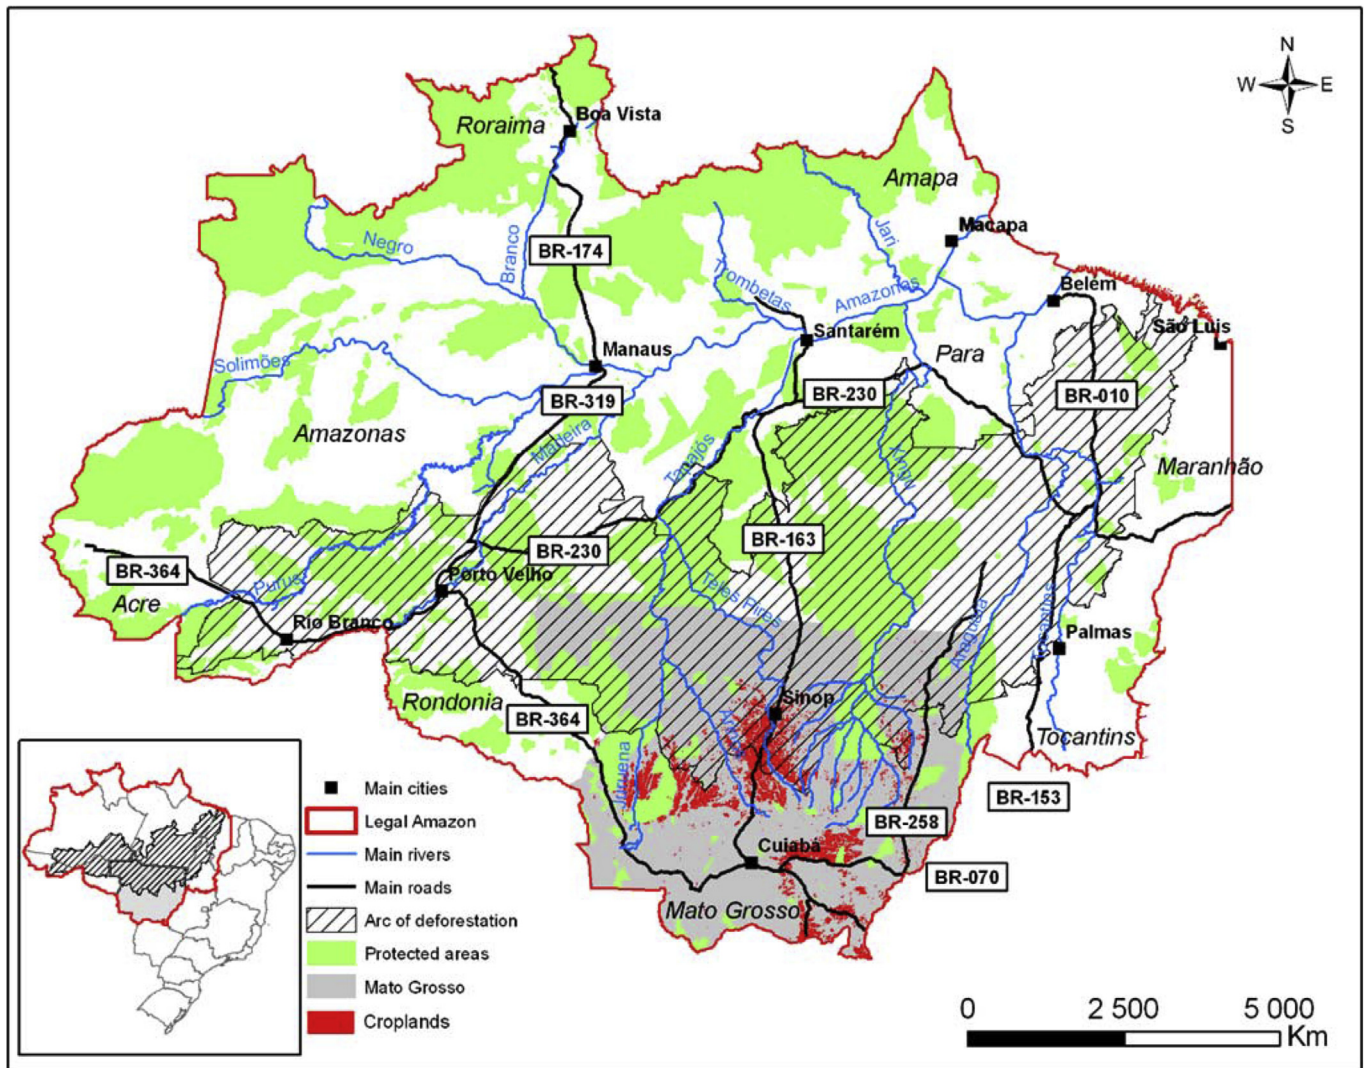 N
W E
S
Boa Vista
Roraima
Amapa
Jari
Macapa
Negro
Branco
BR-174
Trombetas
Amazonas
Belém
Santarém
São Luis
Solimões
Manaus
Para
BR-319
BR-230
BR-010
Amazonas
Madeira
Tapajós
Xingu
Maranhão
BR-163
BR-230
BR-364
Purus
Porto Velho
Teles Pires
Acre
Rio Branco
Araguaia
Tocantins
Palmas
Rondonia
BR-364
Sinop
Arinos
Tocantins
Juruena
BR-153
BR-258
Cuiabá
BR-070
Mato Grosso
Main cities
Legal Amazon
Main rivers
Main roads
Arc of deforestation
Protected areas
Mato Grosso
Croplands
0 2 500 5 000
Km